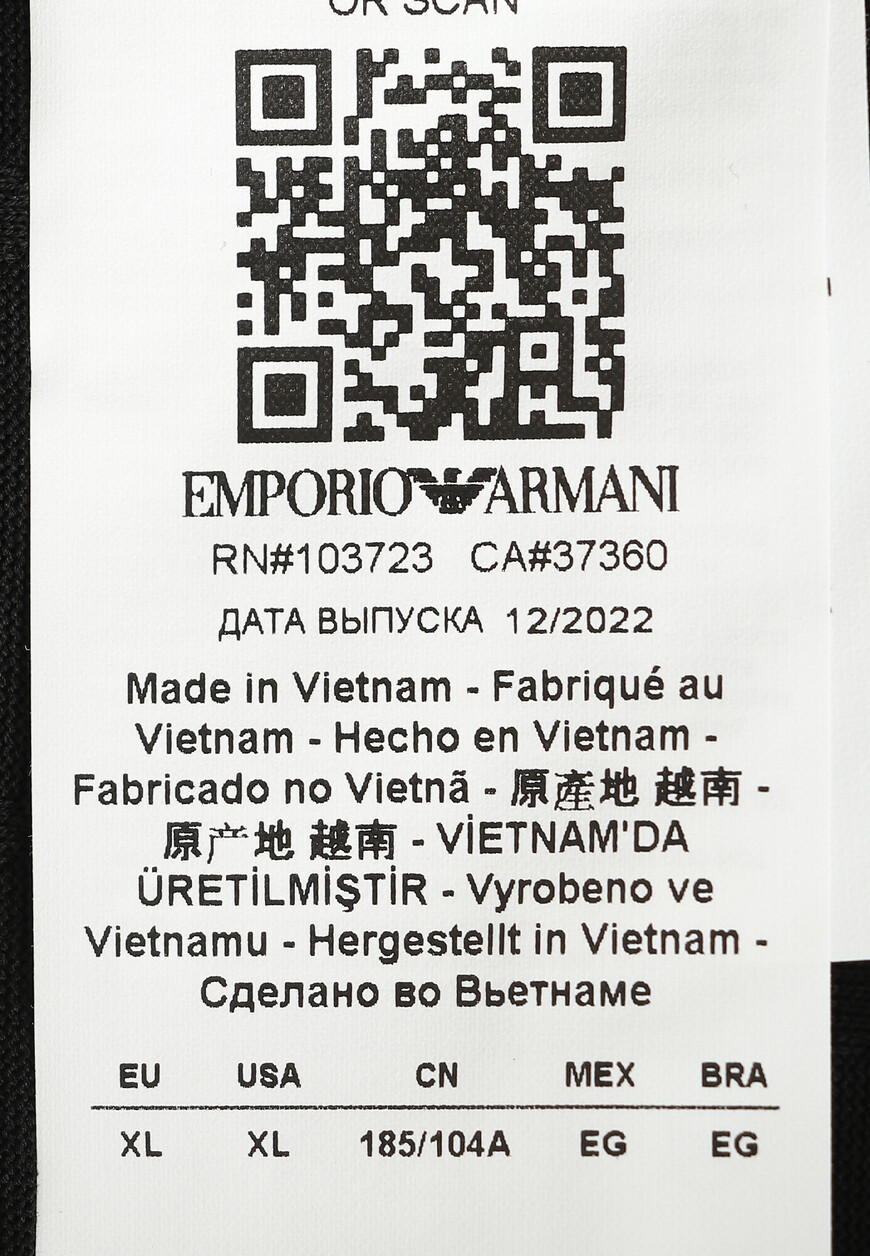 OR SCAN
EMPORIO ARMANI
RN#103723 CA#37360
ДАТА ВЫПУСКА 12/2022
Made in Vietnam - Fabriqué au
Vietnam - Hecho en Vietnam -
Fabricado no Vietnã - 原產地 越南 -
原产地 越南 - VİETNAM'DA
ÜRETİLMİŞTİR - Vyrobeno ve
Vietnamu - Hergestellt in Vietnam -
Сделано во Вьетнаме
EU USA CN MEX BRA
XL XL 185/104A EG EG